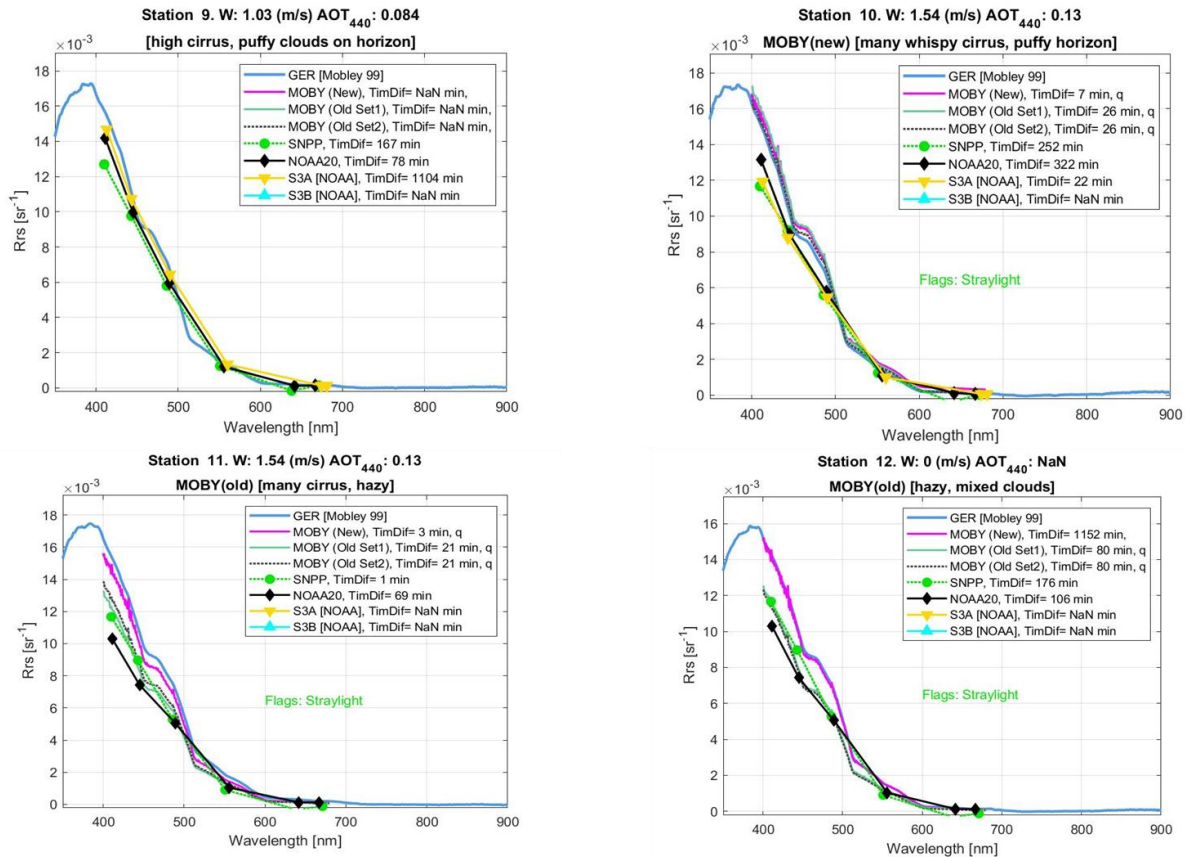 Station 9. W: 1.03 (m/s) AOT440: 0.084
[high cirrus, puffy clouds on horizon]
×10-3
18
16
14
12
10
8
6
4
2
0
Rrs [sr-1]
GER [Mobley 99]
MOBY (New), TimDif= NaN min,
MOBY (Old Set1), TimDif= NaN min,
MOBY (Old Set2), TimDif= NaN min,
SNPP, TimDif= 167 min
NOAA20, TimDif= 78 min
S3A [NOAA], TimDif= 1104 min
S3B [NOAA], TimDif= NaN min
400 500 600 700 800 900
Wavelength [nm]
Station 10. W: 1.54 (m/s) AOT440: 0.13
MOBY(new) [many whispy cirrus, puffy horizon]
×10-3
18
16
14
12
10
8
6
4
2
0
Rrs [sr-1]
GER [Mobley 99]
MOBY (New), TimDif= 7 min, q
MOBY (Old Set1), TimDif= 26 min, q
MOBY (Old Set2), TimDif= 26 min, q
SNPP, TimDif= 252 min
NOAA20, TimDif= 322 min
S3A [NOAA], TimDif= 22 min
S3B [NOAA], TimDif= NaN min
Flags: Straylight
400 500 600 700 800 900
Wavelength [nm]
Station 11. W: 1.54 (m/s) AOT440: 0.13
MOBY(old) [many cirrus, hazy]
×10-3
18
16
14
12
10
8
6
4
2
0
Rrs [sr-1]
GER [Mobley 99]
MOBY (New), TimDif= 3 min, q
MOBY (Old Set1), TimDif= 21 min, q
MOBY (Old Set2), TimDif= 21 min, q
SNPP, TimDif= 1 min
NOAA20, TimDif= 69 min
S3A [NOAA], TimDif= NaN min
S3B [NOAA], TimDif= NaN min
Flags: Straylight
400 500 600 700 800 900
Wavelength [nm]
Station 12. W: 0 (m/s) AOT440: NaN
MOBY(old) [hazy, mixed clouds]
×10-3
16
14
12
10
8
6
4
2
0
Rrs [sr-1]
GER [Mobley 99]
MOBY (New), TimDif= 1152 min,
MOBY (Old Set1), TimDif= 80 min, q
MOBY (Old Set2), TimDif= 80 min, q
SNPP, TimDif= 176 min
NOAA20, TimDif= 106 min
S3A [NOAA], TimDif= NaN min
S3B [NOAA], TimDif= NaN min
Flags: Straylight
400 500 600 700 800 900
Wavelength [nm]